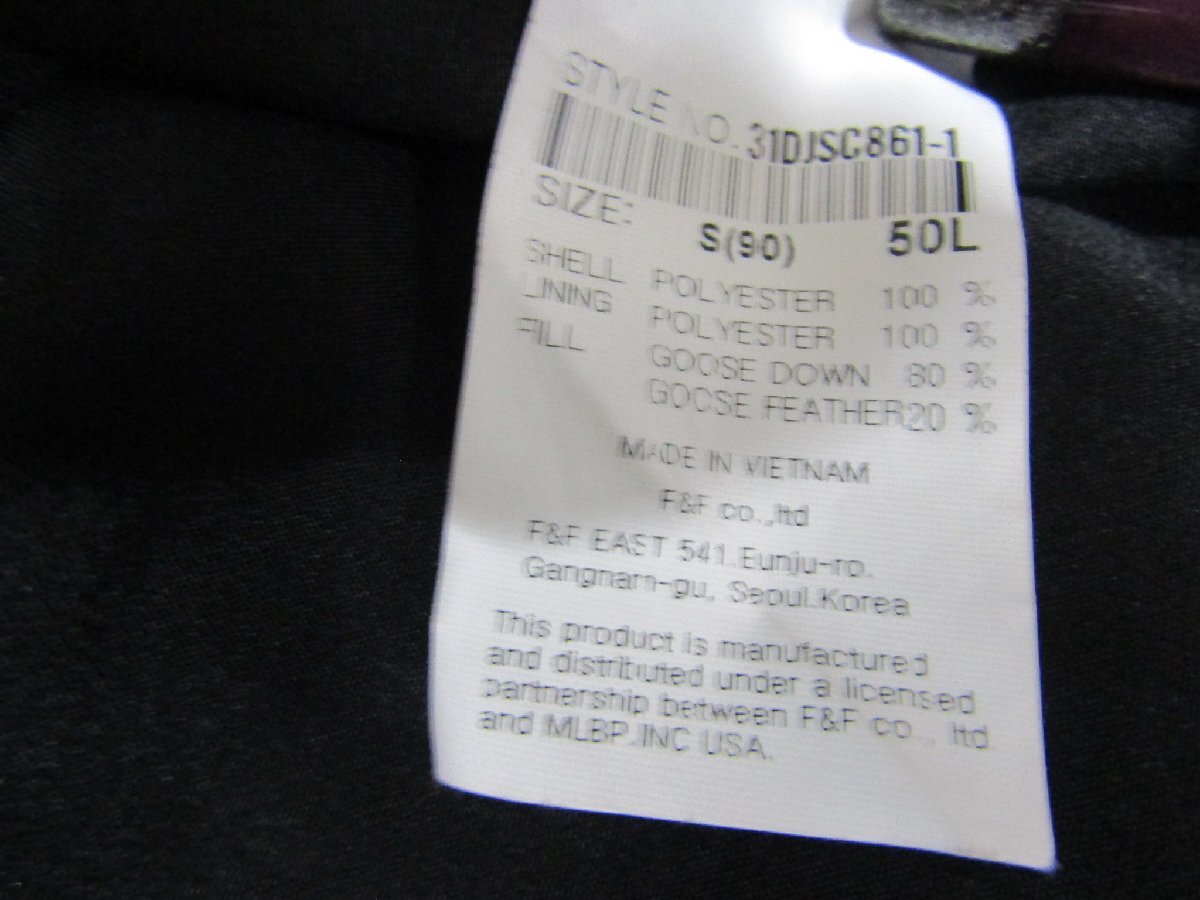 STYLE NO. 31DJSC861-1
SIZE: S(90) 50L
SHELL POLYESTER 100 %
LINING POLYESTER 100 %
FILL GOOSE DOWN 80 %
GOOSE FEATHER20 %
MADE IN VIETNAM
F&F co.,ltd
F&F EAST 541.Eunju-ro.
Gangnam-gu, Seoul.Korea
This product is manufactured
and distributed under a licensed
partnership between F&F co., ltd
and MLBP.INC USA.